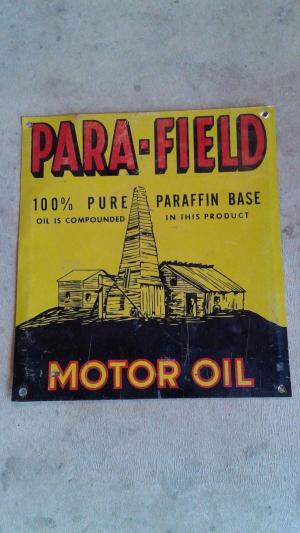 PARA-FIELD
100% PURE PARAFFIN BASE
OIL IS COMPOUNDED IN THIS PRODUCT
MOTOR OIL